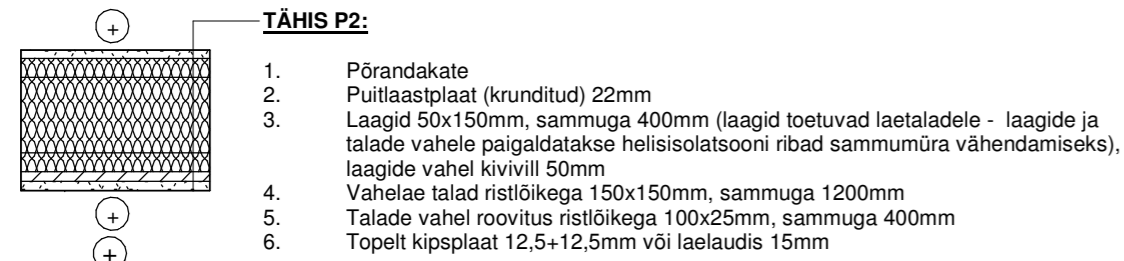 TÄHIS P2:
1. Põrandakate
2. Puitlaastplaat (krunditud) 22mm
3. Laagid 50x150mm, sammuga 400mm (laagid toetuvad laetaladele - laagide ja
talade vahele paigaldatakse helisisolatsooni ribad sammumüra vähendamiseks),
laagide vahel kivivill 50mm
4. Vahelae talad ristlõikega 150x150mm, sammuga 1200mm
5. Talade vahel roovitus ristlõikega 100x25mm, sammuga 400mm
6. Topelt kipsplaat 12,5+12,5mm või laelaudis 15mm
+
+
+